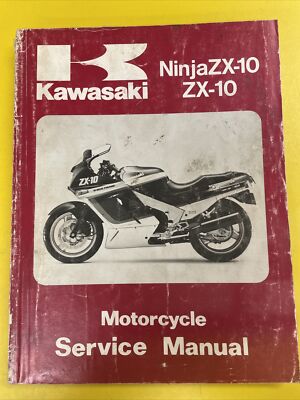 Kawasaki
NinjaZX-10
ZX-10
ZX-10
Motorcycle
Service Manual